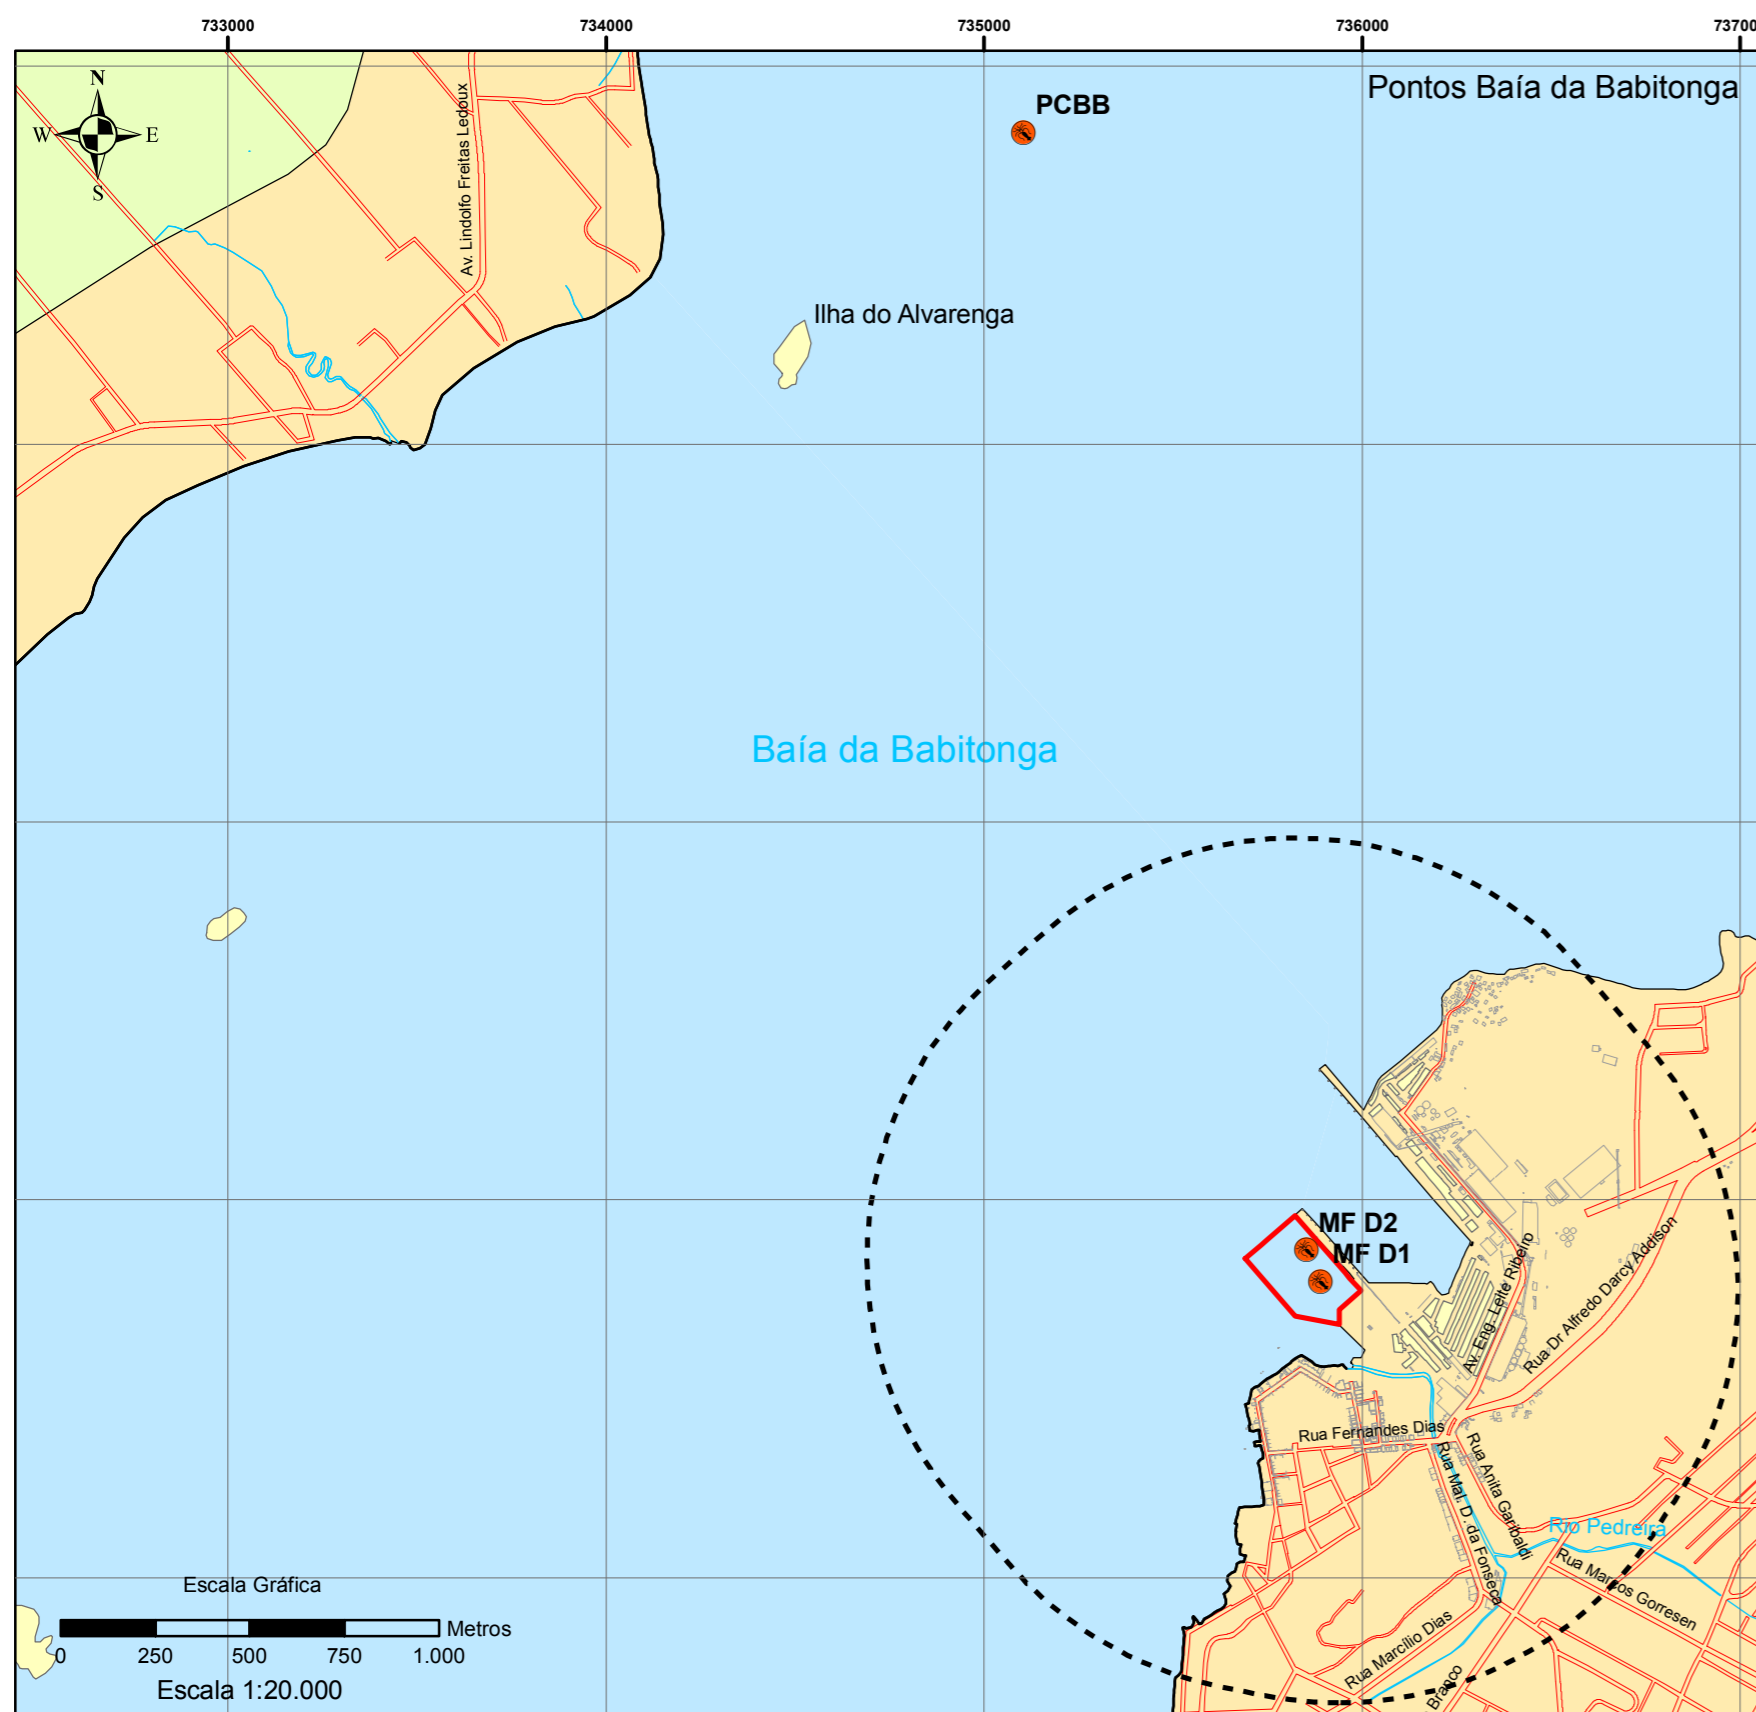 733000
734000
735000
736000
N
W
E
S
Av. Lindolfo Freitas Ledoux
PCBB
Pontos Baía da Babitonga
Ilha do Alvarenga
Baía da Babitonga
MF D2
MF D1
Av. Eng. Leite Ribeiro
Rua Dr Alfredo Darcy Addison
Rua Fernandes Dias
Rua Mal. D. da Fonseca
Rua Anita Garibaldi
Rio Pedreira
Rua Marcos Gorresen
Rua Marcílio Dias
Branco
Escala Gráfica
Metros
0
250
500
750
1.000
Escala 1:20.000